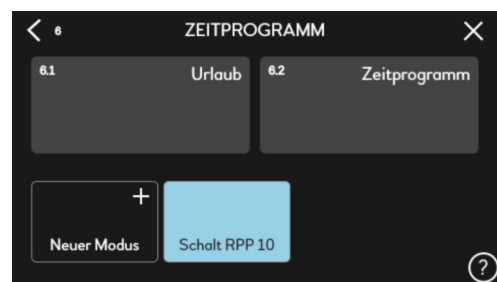 6 ZEITPROGRAMM
6.1 Urlaub
6.2 Zeitprogramm
+
Neuer Modus
Schalt RPP 10
?